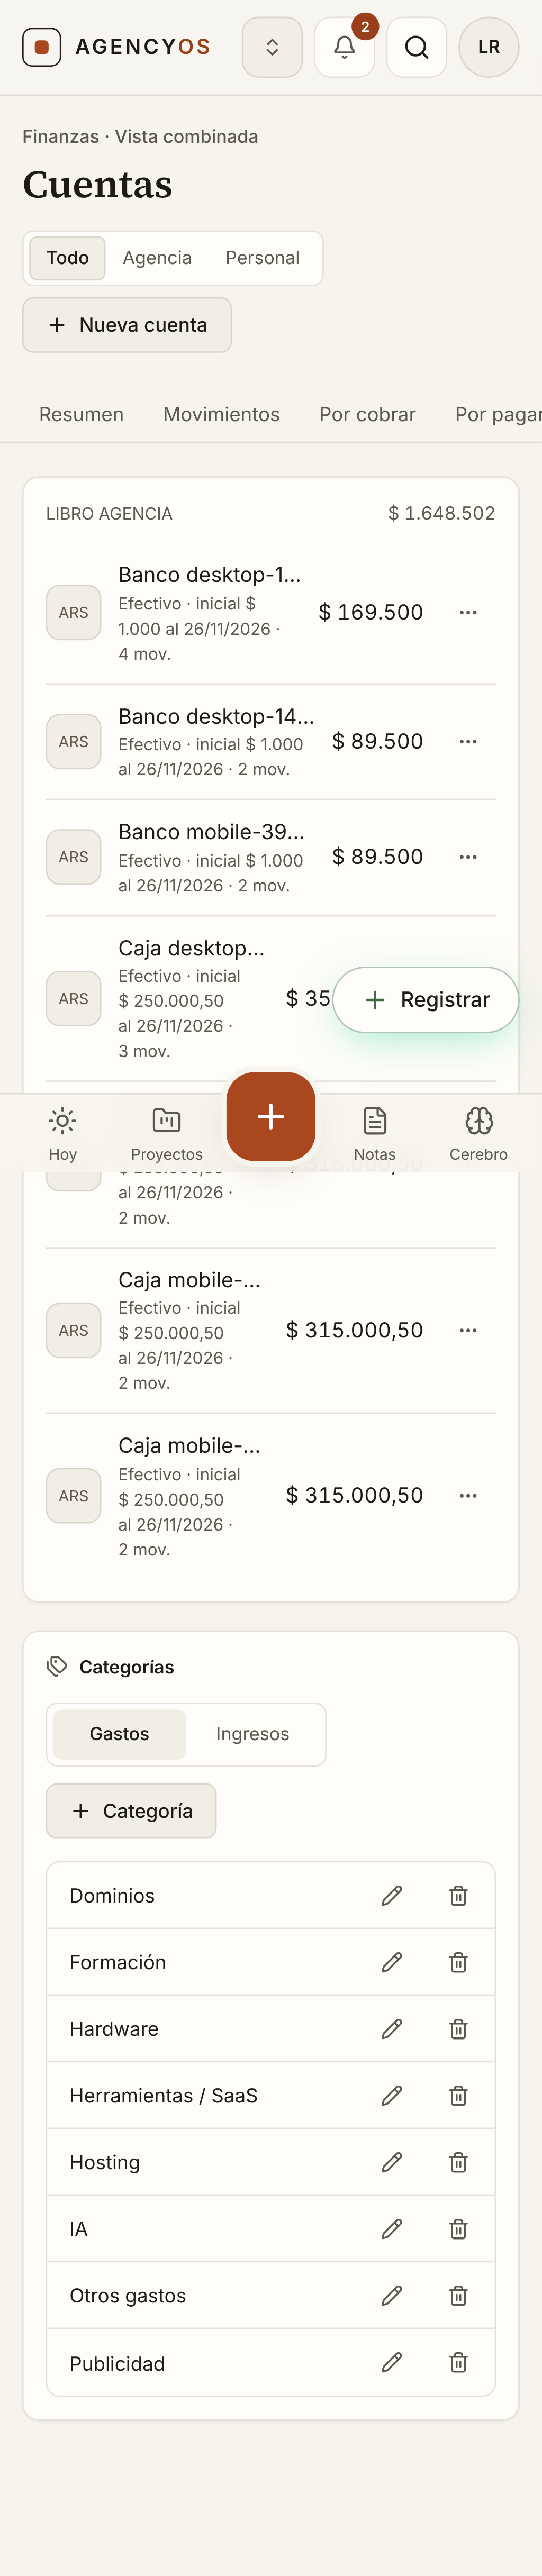 AGENCYOS
2
LR
Finanzas · Vista combinada
Cuentas
Todo
Agencia
Personal
Nueva cuenta
Resumen
Movimientos
Por cobrar
Por pagar
LIBRO AGENCIA
$ 1.648.502
Banco desktop-1...
ARS
Efectivo · inicial $
1.000 al 26/11/2026 ·
4 mov.
$ 169.500
Banco desktop-14...
ARS
Efectivo · inicial $ 1.000
al 26/11/2026 · 2 mov.
$ 89.500
Banco mobile-39...
ARS
Efectivo · inicial $ 1.000
al 26/11/2026 · 2 mov.
$ 89.500
Caja desktop...
ARS
Efectivo · inicial
$ 250.000,50
al 26/11/2026 ·
3 mov.
$ 35
Registrar
Hoy
Proyectos
Notas
Cerebro
$ 250.000,50
$ 315.000,50
al 26/11/2026 ·
2 mov.
Caja mobile-...
ARS
Efectivo · inicial
$ 250.000,50
al 26/11/2026 ·
2 mov.
$ 315.000,50
Caja mobile-...
ARS
Efectivo · inicial
$ 250.000,50
al 26/11/2026 ·
2 mov.
$ 315.000,50
Categorías
Gastos
Ingresos
Categoría
Dominios
Formación
Hardware
Herramientas / SaaS
Hosting
IA
Otros gastos
Publicidad